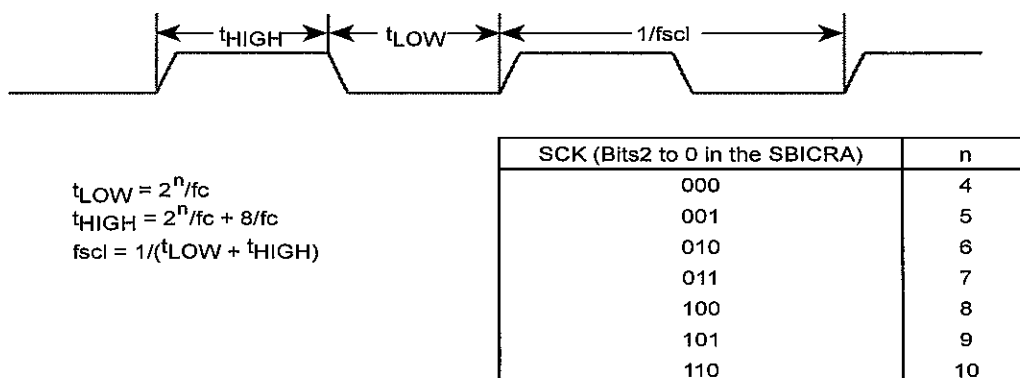 tHIGH tLOW 1/fscl
tLOW = 2n/fc
tHIGH = 2n/fc + 8/fc
fscl = 1/(tLOW + tHIGH)
SCK (Bits2 to 0 in the SBICRA) n
000 4
001 5
010 6
011 7
100 8
101 9
110 10